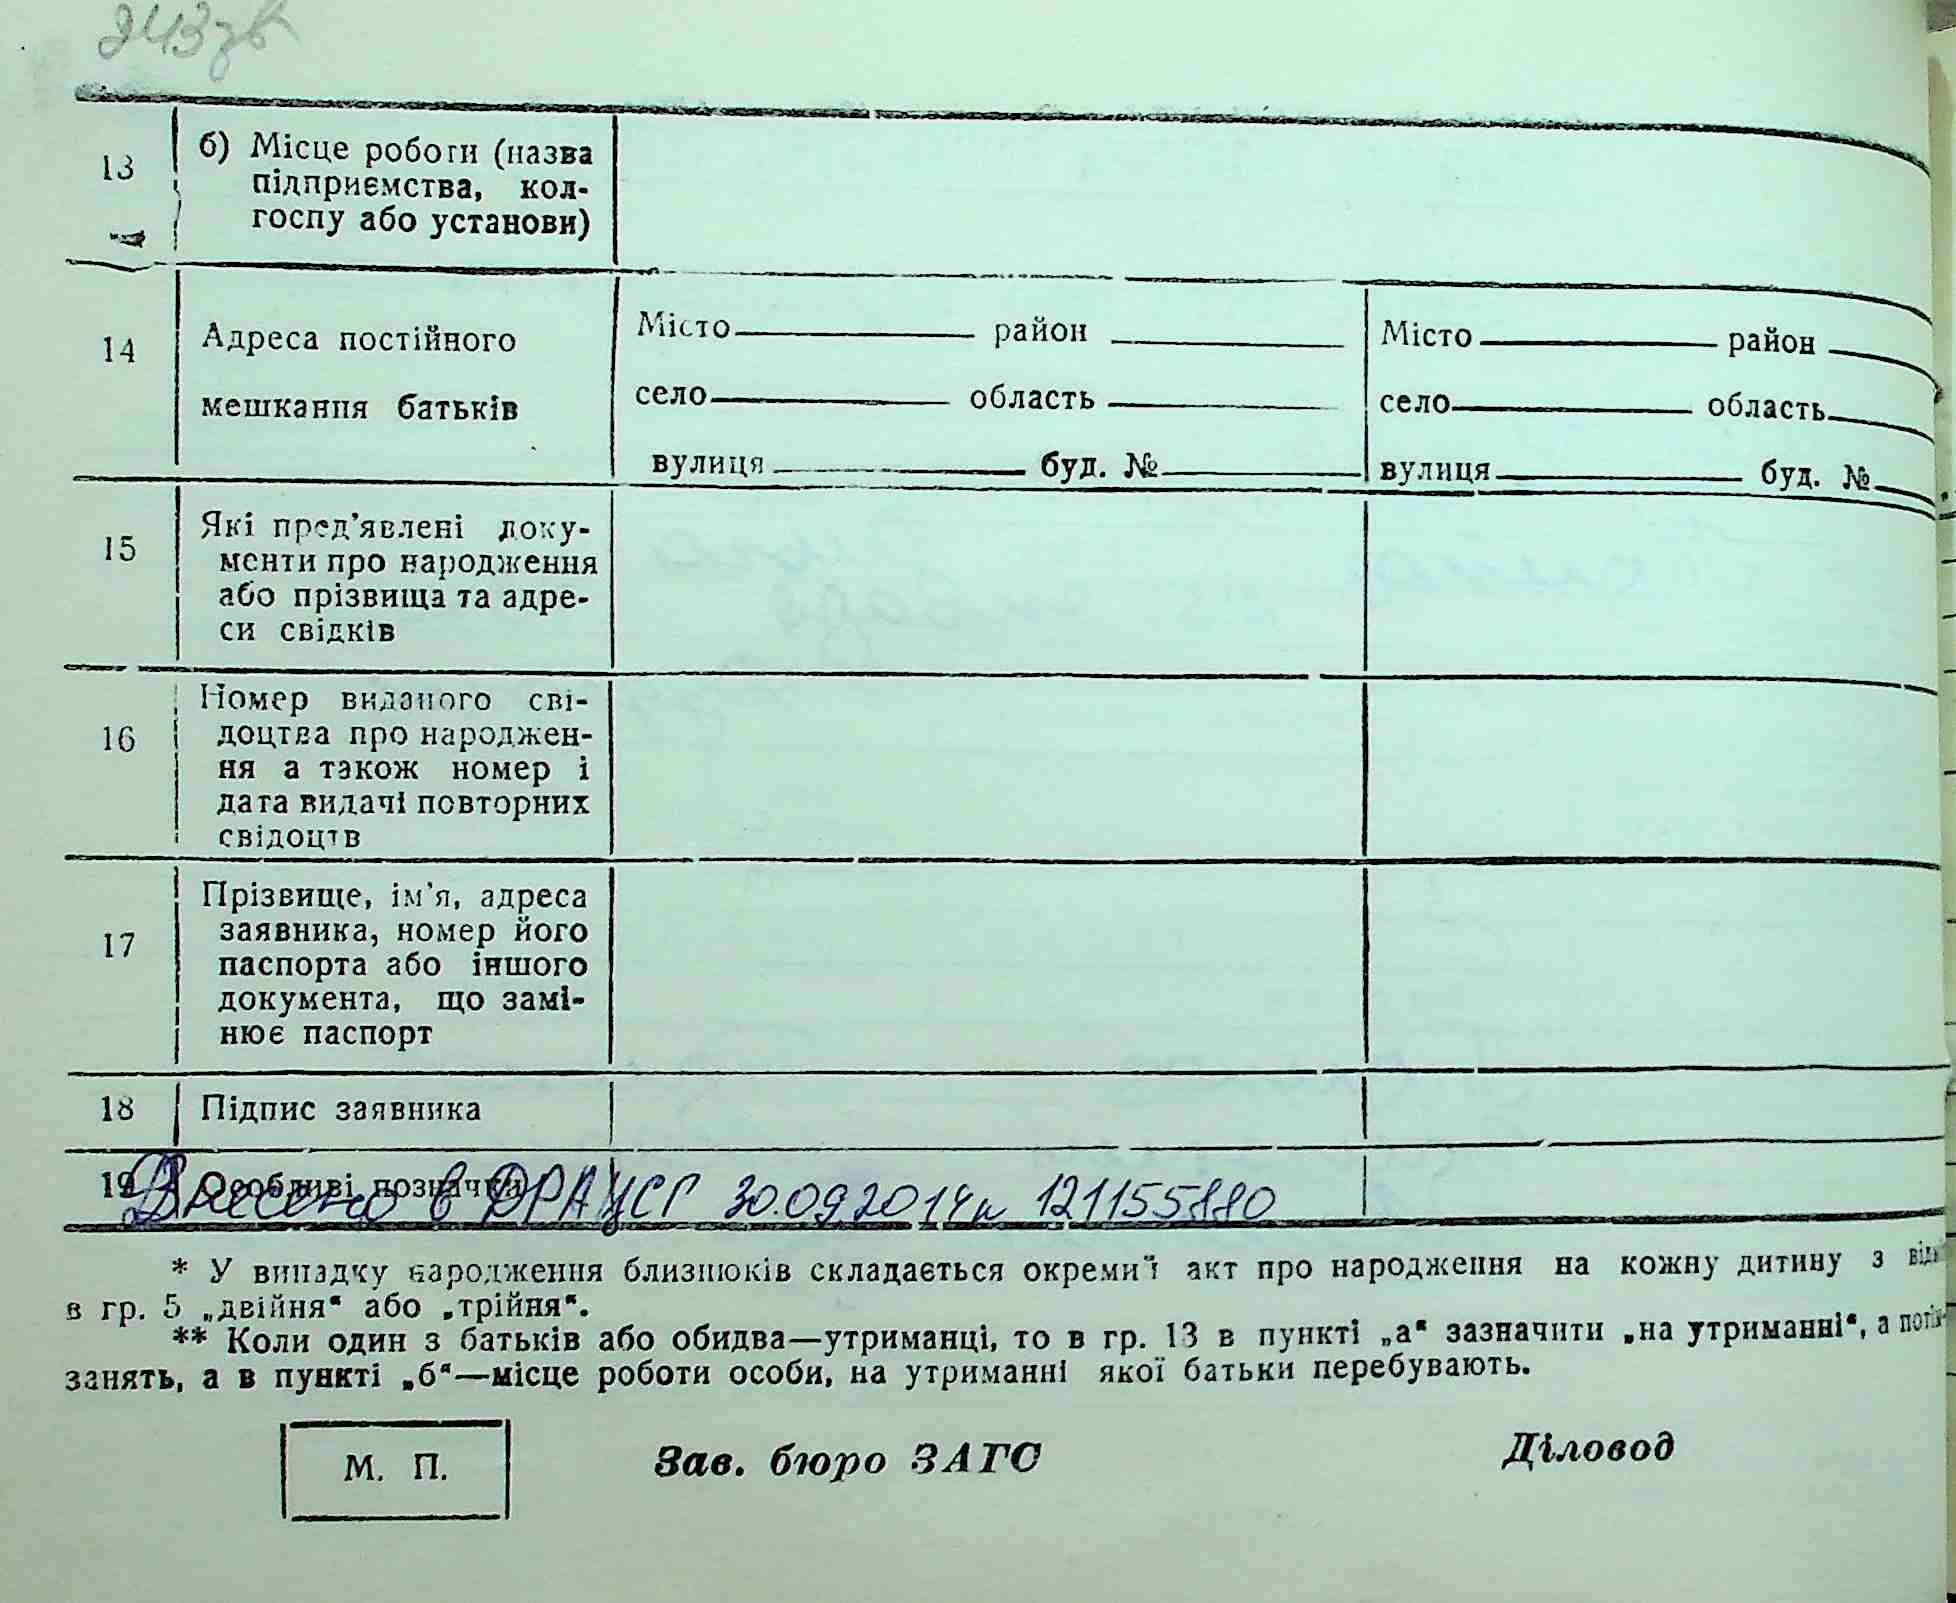 243зв
13
б) Місце роботи (назва
підприємства, кол-
госпу або установи)
14
Адреса постійного
мешкання батьків
Місто район
село область
вулиця буд. №
Місто район
село область
вулиця буд. №
15
Які пред'явлені доку-
менти про народження
або прізвища та адре-
си свідків
16
Номер виданого сві-
доцтва про народжен-
ня а також номер і
дата видачі повторних
свідоцтв
17
Прізвище, ім'я, адреса
заявника, номер його
паспорта або іншого
документа, що замі-
нює паспорт
18
Підпис заявника
19
Особливі позначки
Внесено в ДРАЦСГ 30.09.2014 121155880
* У випадку народження близнюків складається окремий акт про народження на кожну дитину з
в гр. 5 „двійня“ або „трійня“.
** Коли один з батьків або обидва—утриманці, то в гр. 13 в пункті „а“ зазначити „на утриманні“, а
занять, а в пункті „б“—місце роботи особи, на утриманні якої батьки перебувають.
М. П.
Зав. бюро ЗАГС
Діловод